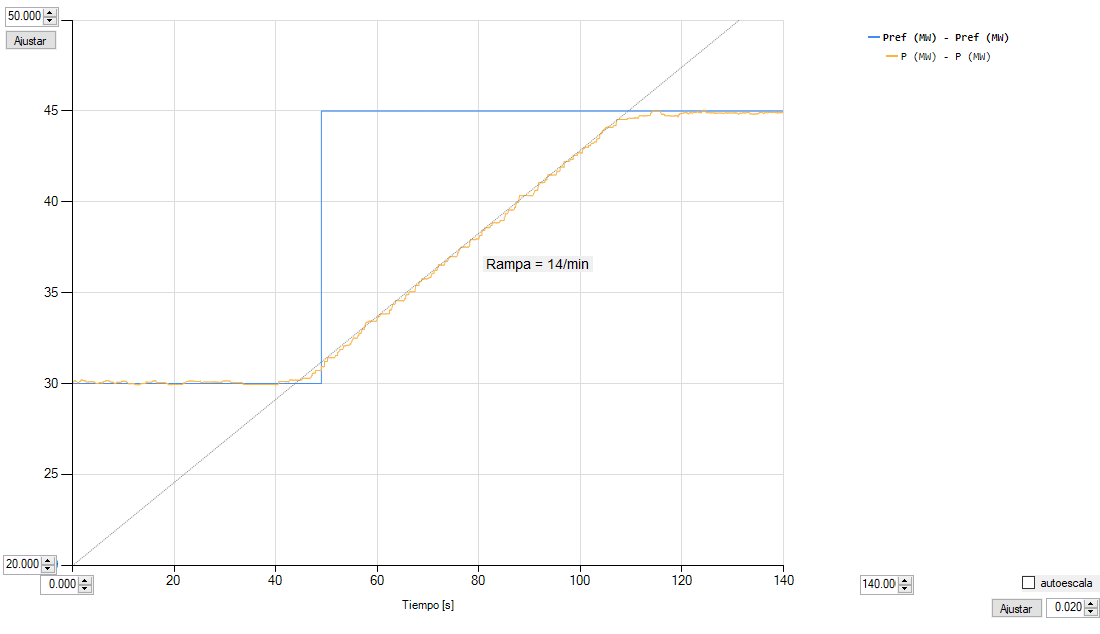 50.000
Ajustar
Pref (MW) - Pref (MW)
P (MW) - P (MW)
45
40
Rampa = 14/min
35
30
25
20.000
0.000
20
40
60
80
100
120
140
140.00
Tiempo [s]
autoescala
Ajustar
0.020